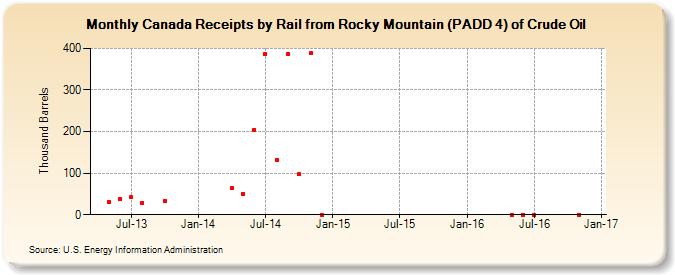 Monthly Canada Receipts by Rail from Rocky Mountain (PADD 4) of Crude Oil
Thousand Barrels
400
300
200
100
0
Jul-13
Jan-14
Jul-14
Jan-15
Jul-15
Jan-16
Jul-16
Jan-17
Source: U.S. Energy Information Administration